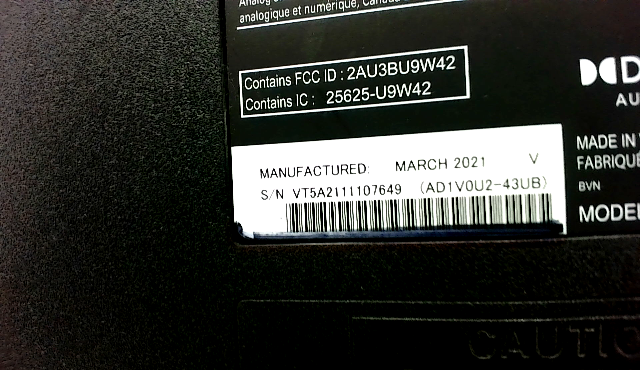 analogique et numérique, Canada
Contains FCC ID : 2AU3BU9W42
Contains IC : 25625-U9W42
AU
MANUFACTURED: MARCH 2021 V
S/N VT5A2111107649 (AD1V0U2-43UB)
MADE IN
FABRIQUÉ
BVN
MODEL
CAUTIO